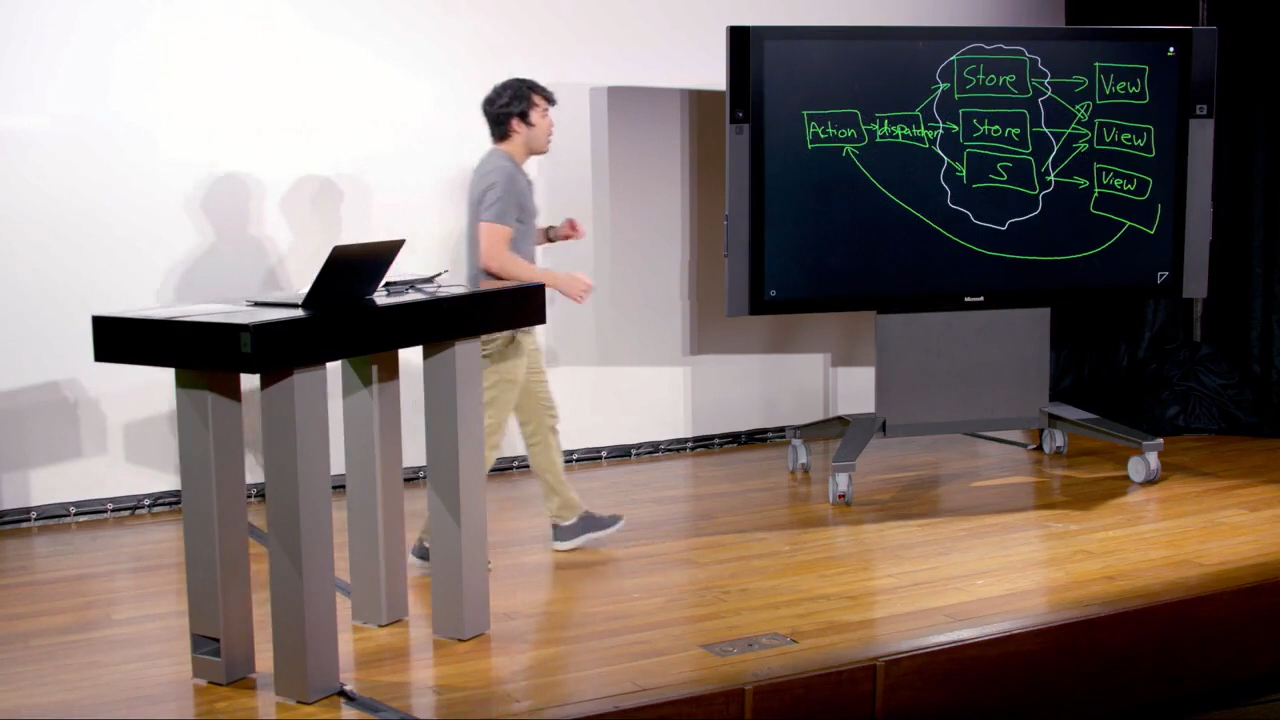 Store
View
Action
dispatcher
Store
View
S
View
Microsoft